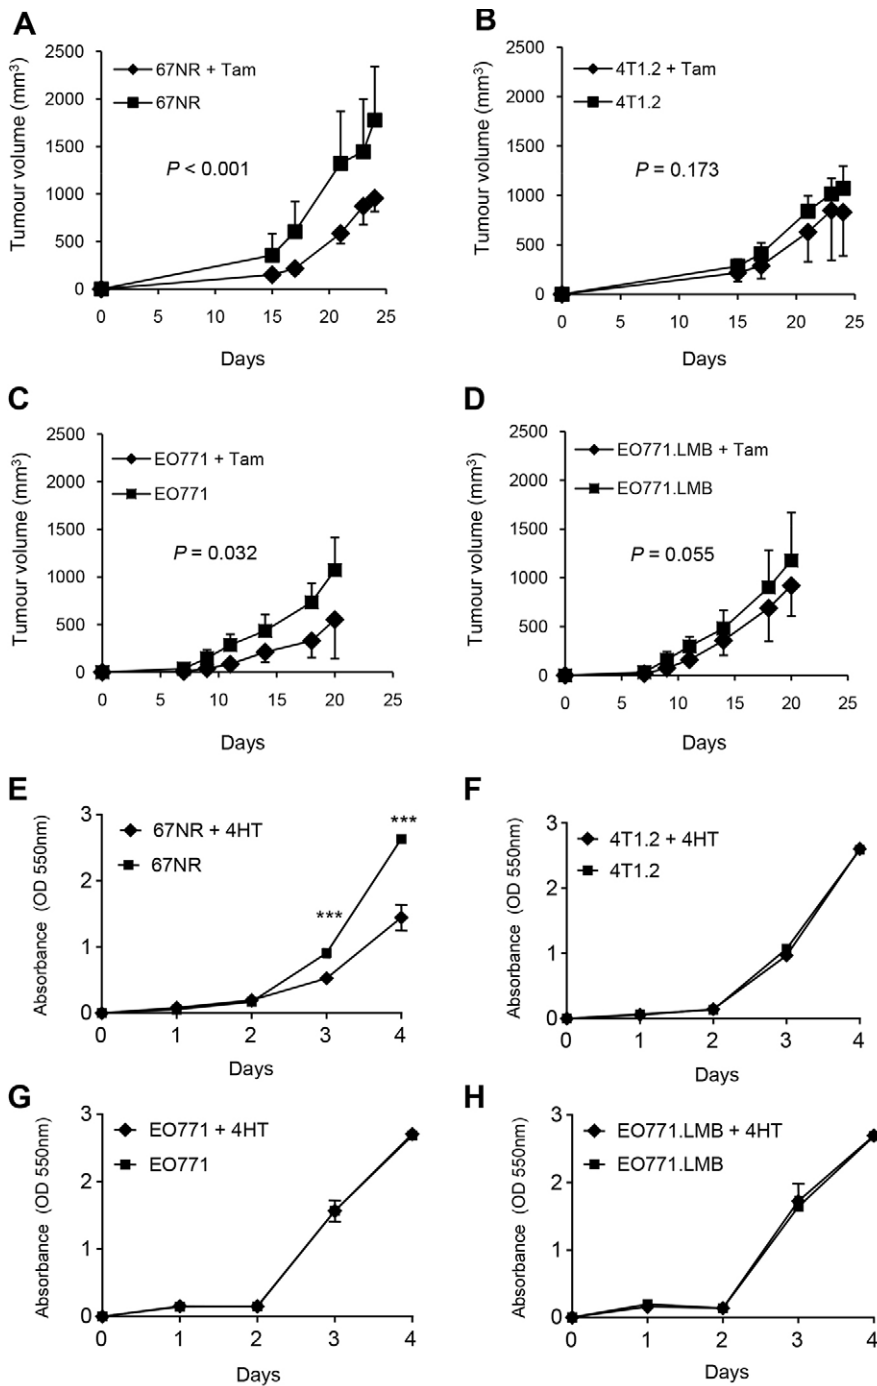 A
Tumour volume (mm³)
2500
2000
1500
1000
500
0
67NR + Tam
67NR
P < 0.001
0 5 10 15 20 25
Days
B
Tumour volume (mm³)
2500
2000
1500
1000
500
0
4T1.2 + Tam
4T1.2
P = 0.173
0 5 10 15 20 25
Days
C
Tumour volume (mm³)
2500
2000
1500
1000
500
0
EO771 + Tam
EO771
P = 0.032
0 5 10 15 20 25
Days
D
Tumour volume (mm³)
2500
2000
1500
1000
500
0
EO771.LMB + Tam
EO771.LMB
P = 0.055
0 5 10 15 20 25
Days
E
Absorbance (OD 550nm)
3
2
1
0
67NR + 4HT
67NR
***
***
0 1 2 3 4
Days
F
Absorbance (OD 550nm)
3
2
1
0
4T1.2 + 4HT
4T1.2
0 1 2 3 4
Days
G
Absorbance (OD 550nm)
3
2
1
0
EO771 + 4HT
EO771
0 1 2 3 4
Days
H
Absorbance (OD 550nm)
3
2
1
0
EO771.LMB + 4HT
EO771.LMB
0 1 2 3 4
Days